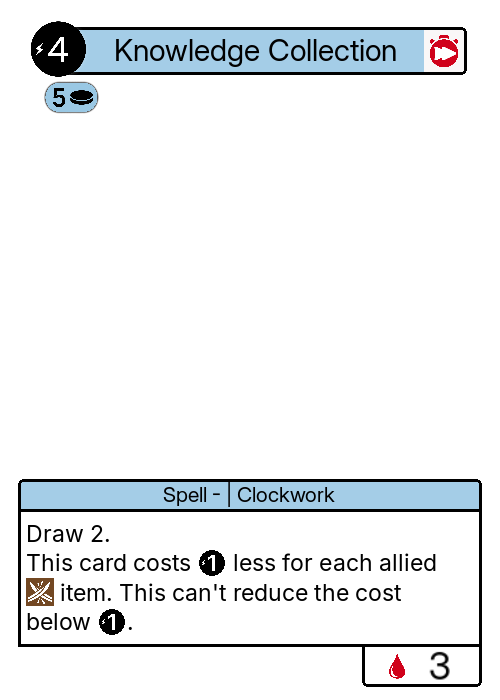 4 Knowledge Collection
5
Spell - | Clockwork
Draw 2.
This card costs 1 less for each allied
item. This can't reduce the cost
below 1.
3